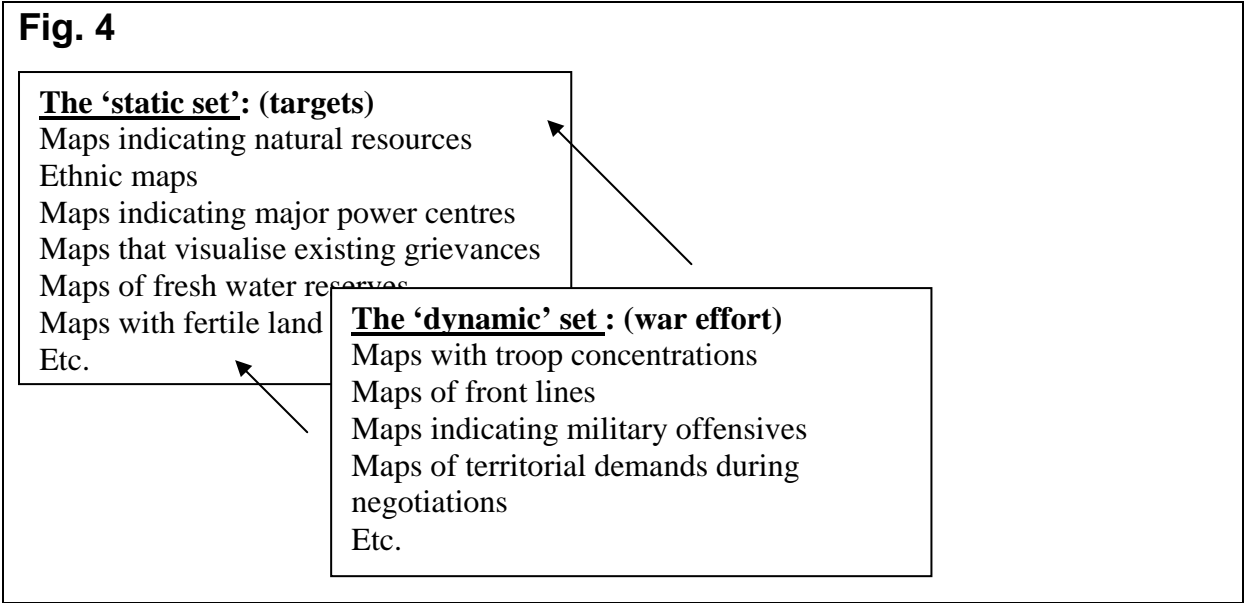 Fig. 4
The ‘static set’: (targets)
Maps indicating natural resources
Ethnic maps
Maps indicating major power centres
Maps that visualise existing grievances
Maps of fresh water reserves
Maps with fertile land
Etc.
The ‘dynamic’ set : (war effort)
Maps with troop concentrations
Maps of front lines
Maps indicating military offensives
Maps of territorial demands during
negotiations
Etc.